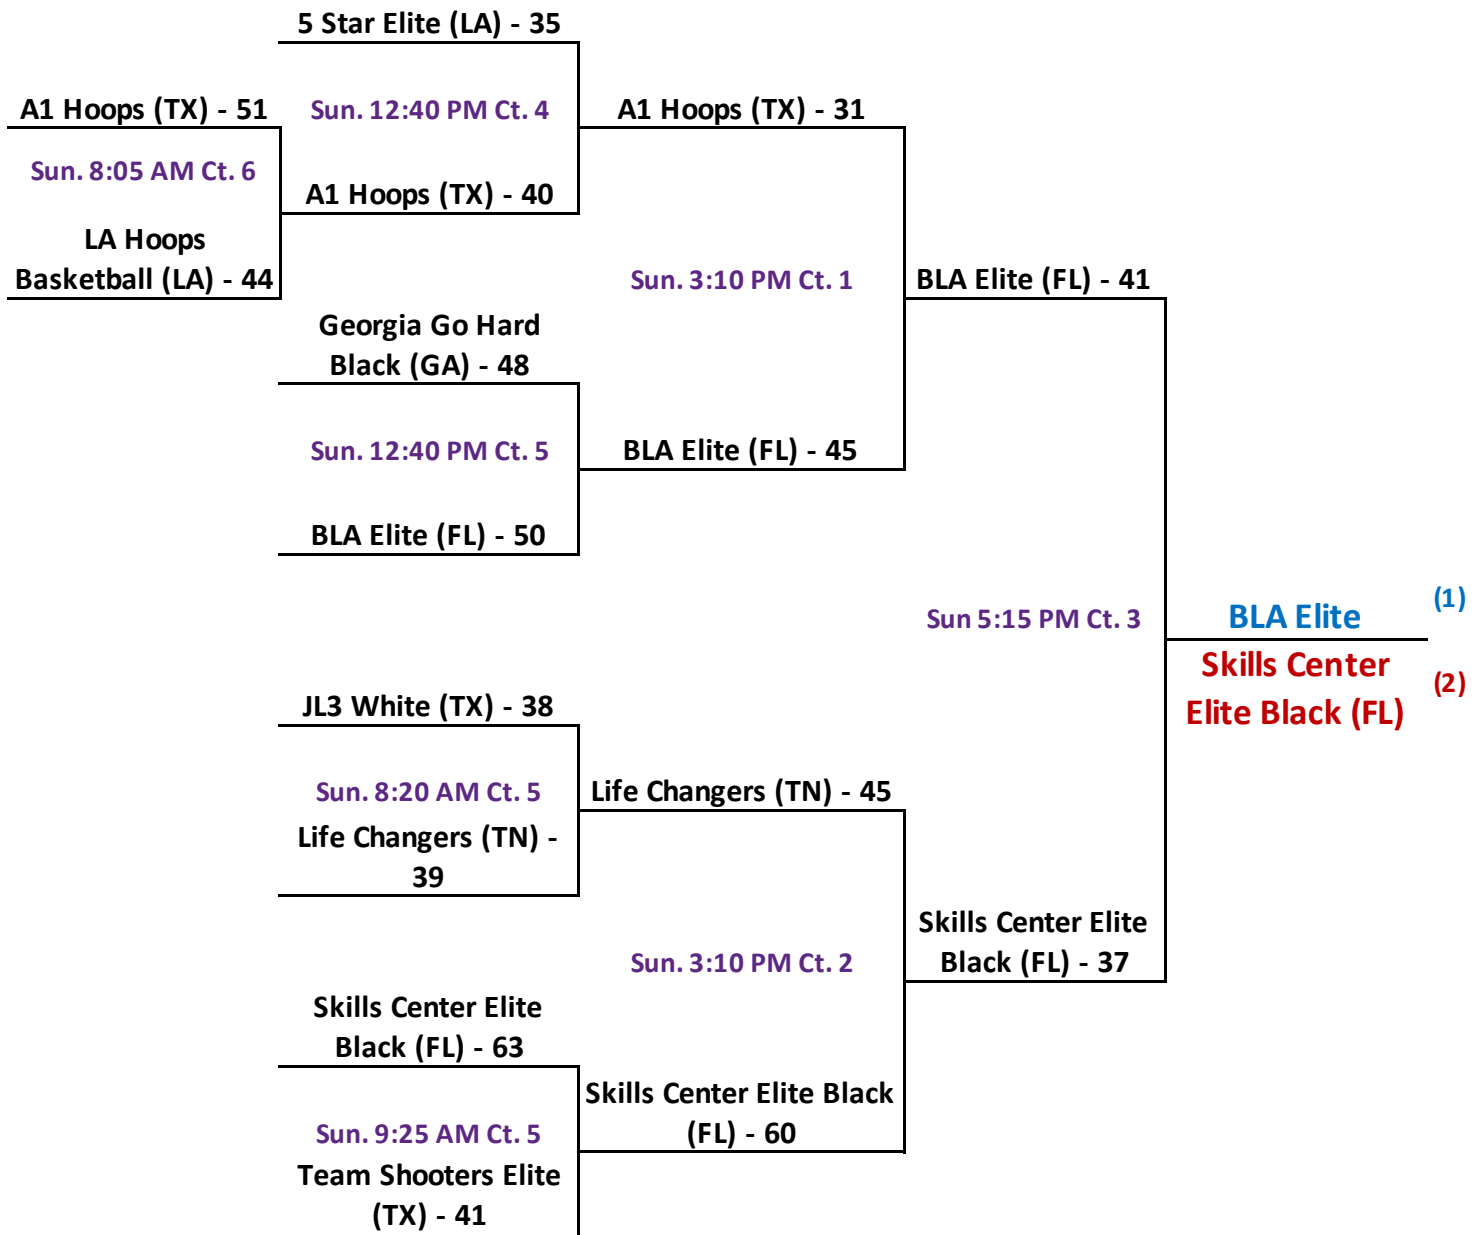 5 Star Elite (LA) - 35
A1 Hoops (TX) - 51
Sun. 12:40 PM Ct. 4
A1 Hoops (TX) - 31
Sun. 8:05 AM Ct. 6
A1 Hoops (TX) - 40
LA Hoops
Basketball (LA) - 44
Sun. 3:10 PM Ct. 1
BLA Elite (FL) - 41
Georgia Go Hard
Black (GA) - 48
Sun. 12:40 PM Ct. 5
BLA Elite (FL) - 45
BLA Elite (FL) - 50
Sun 5:15 PM Ct. 3
BLA Elite
(1)
Skills Center
Elite Black (FL)
(2)
JL3 White (TX) - 38
Sun. 8:20 AM Ct. 5
Life Changers (TN) - 45
Life Changers (TN) -
39
Sun. 3:10 PM Ct. 2
Skills Center Elite
Black (FL) - 37
Skills Center Elite
Black (FL) - 63
Skills Center Elite Black
(FL) - 60
Sun. 9:25 AM Ct. 5
Team Shooters Elite
(TX) - 41